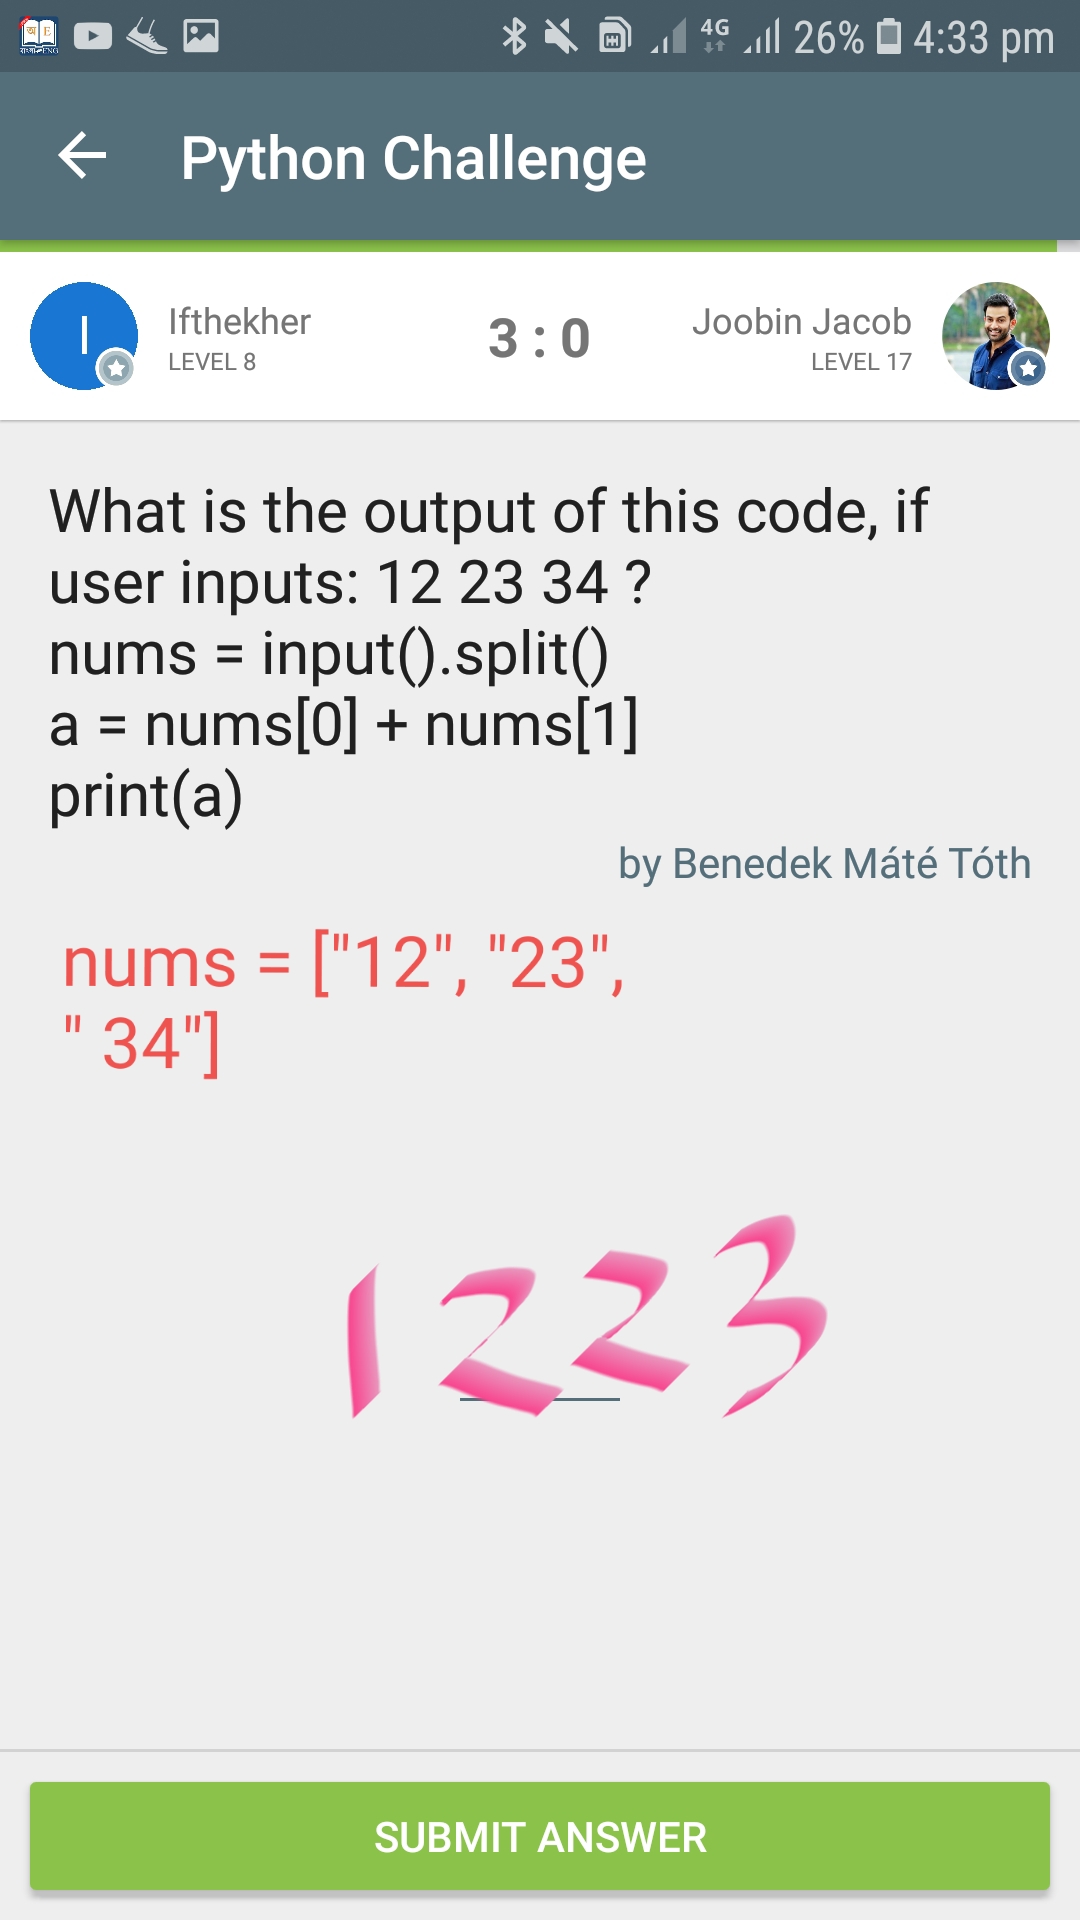 4G 26% 4:33 pm
Python Challenge
I
Ifthekher
LEVEL 8
3 : 0
Joobin Jacob
LEVEL 17
What is the output of this code, if
user inputs: 12 23 34 ?
nums = input().split()
a = nums[0] + nums[1]
print(a)
by Benedek Máté Tóth
nums = ["12", "23",
" 34"]
1223
SUBMIT ANSWER